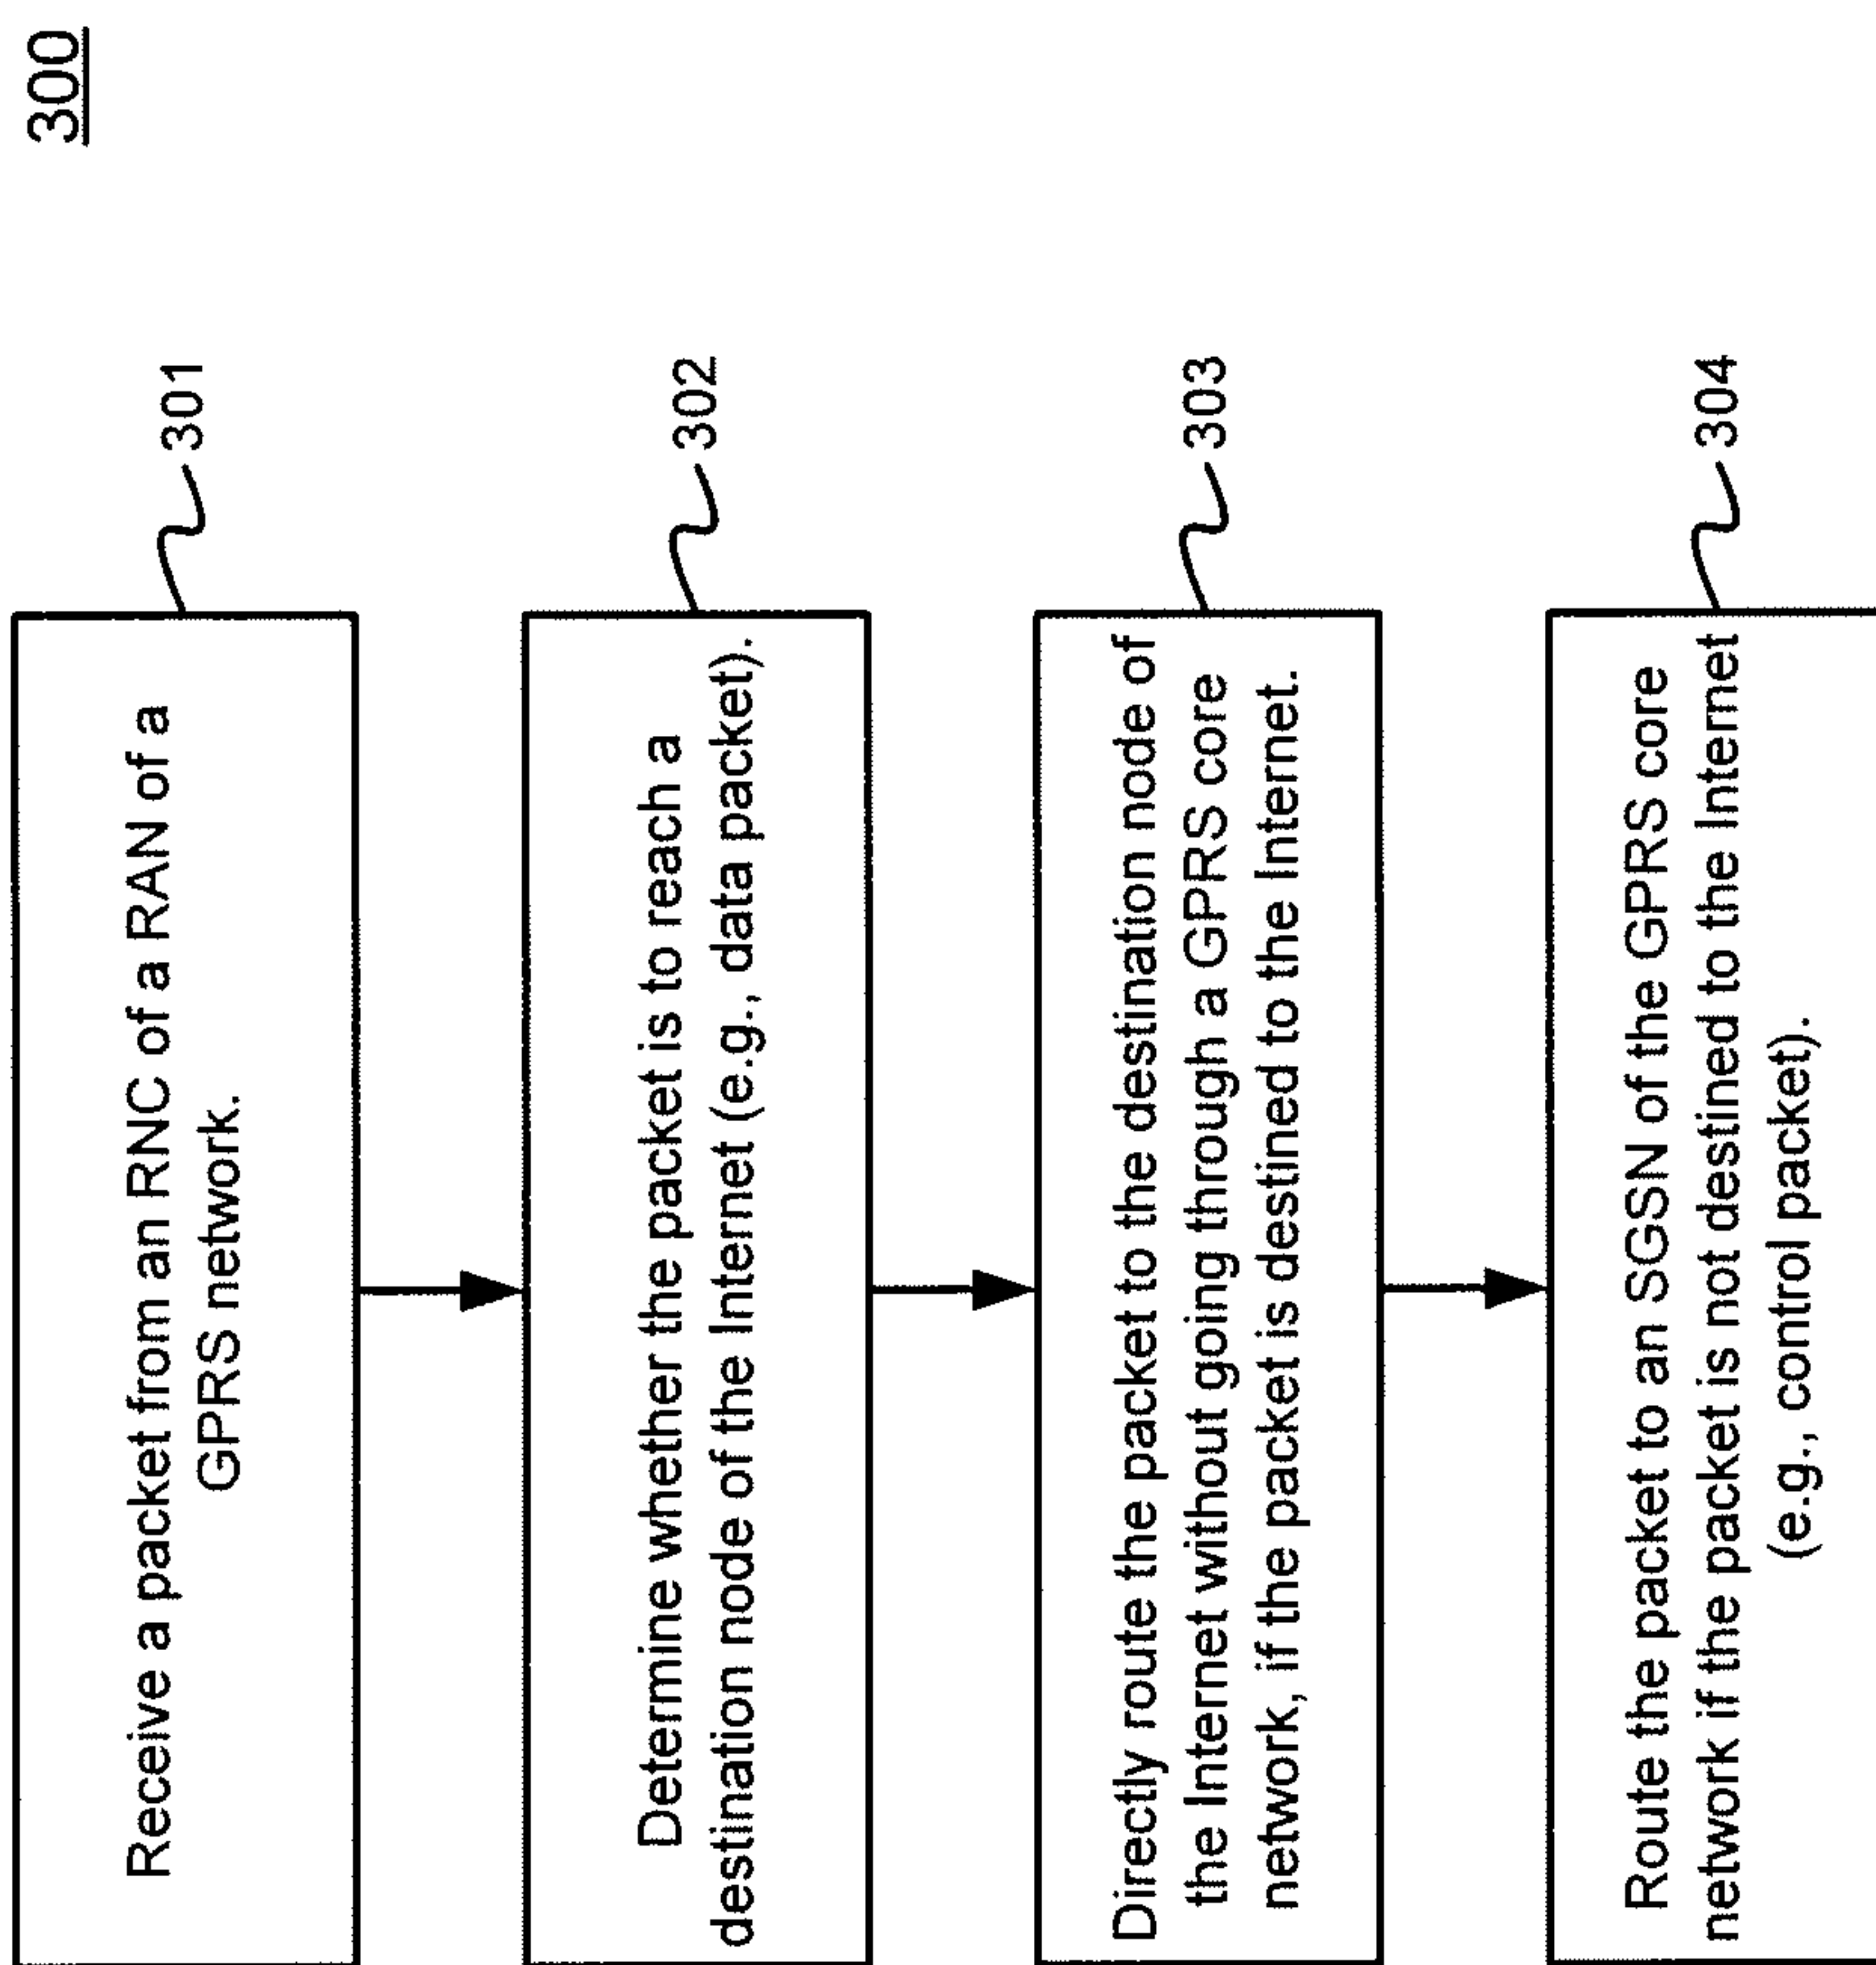 300
Receive a packet from an RNC of a RAN of a
GPRS network.
301
Determine whether the packet is to reach a
destination node of the Internet (e.g., data packet).
302
Directly route the packet to the destination node of
the Internet without going through a GPRS core
network, if the packet is destined to the Internet.
303
Route the packet to an SGSN of the GPRS core
network if the packet is not destined to the Internet
(e.g., control packet).
304